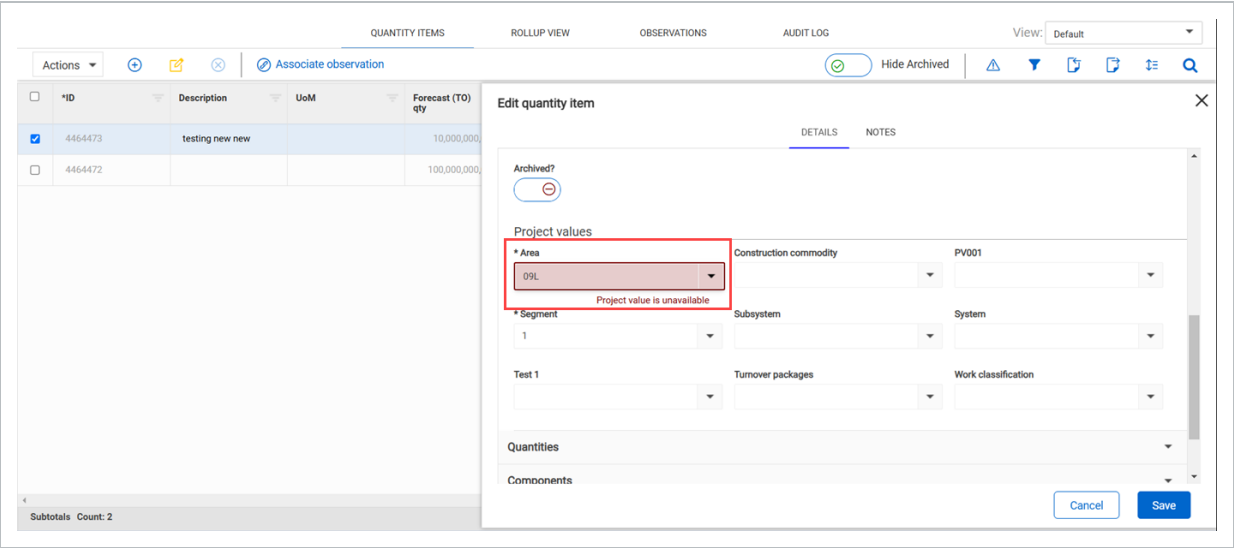 QUANTITY ITEMS ROLLUP VIEW OBSERVATIONS AUDIT LOG View: Default
Actions Associate observation Hide Archived
*ID Description UoM Forecast (TO) qty
4464473 testing new new 10,000,000,
4464472 100,000,000,
Edit quantity item
DETAILS NOTES
Archived?
Project values
* Area Construction commodity PV001
09L
Project value is unavailable
* Segment Subsystem System
1
Test 1 Turnover packages Work classification
Quantities
Components
Cancel Save
Subtotals Count: 2